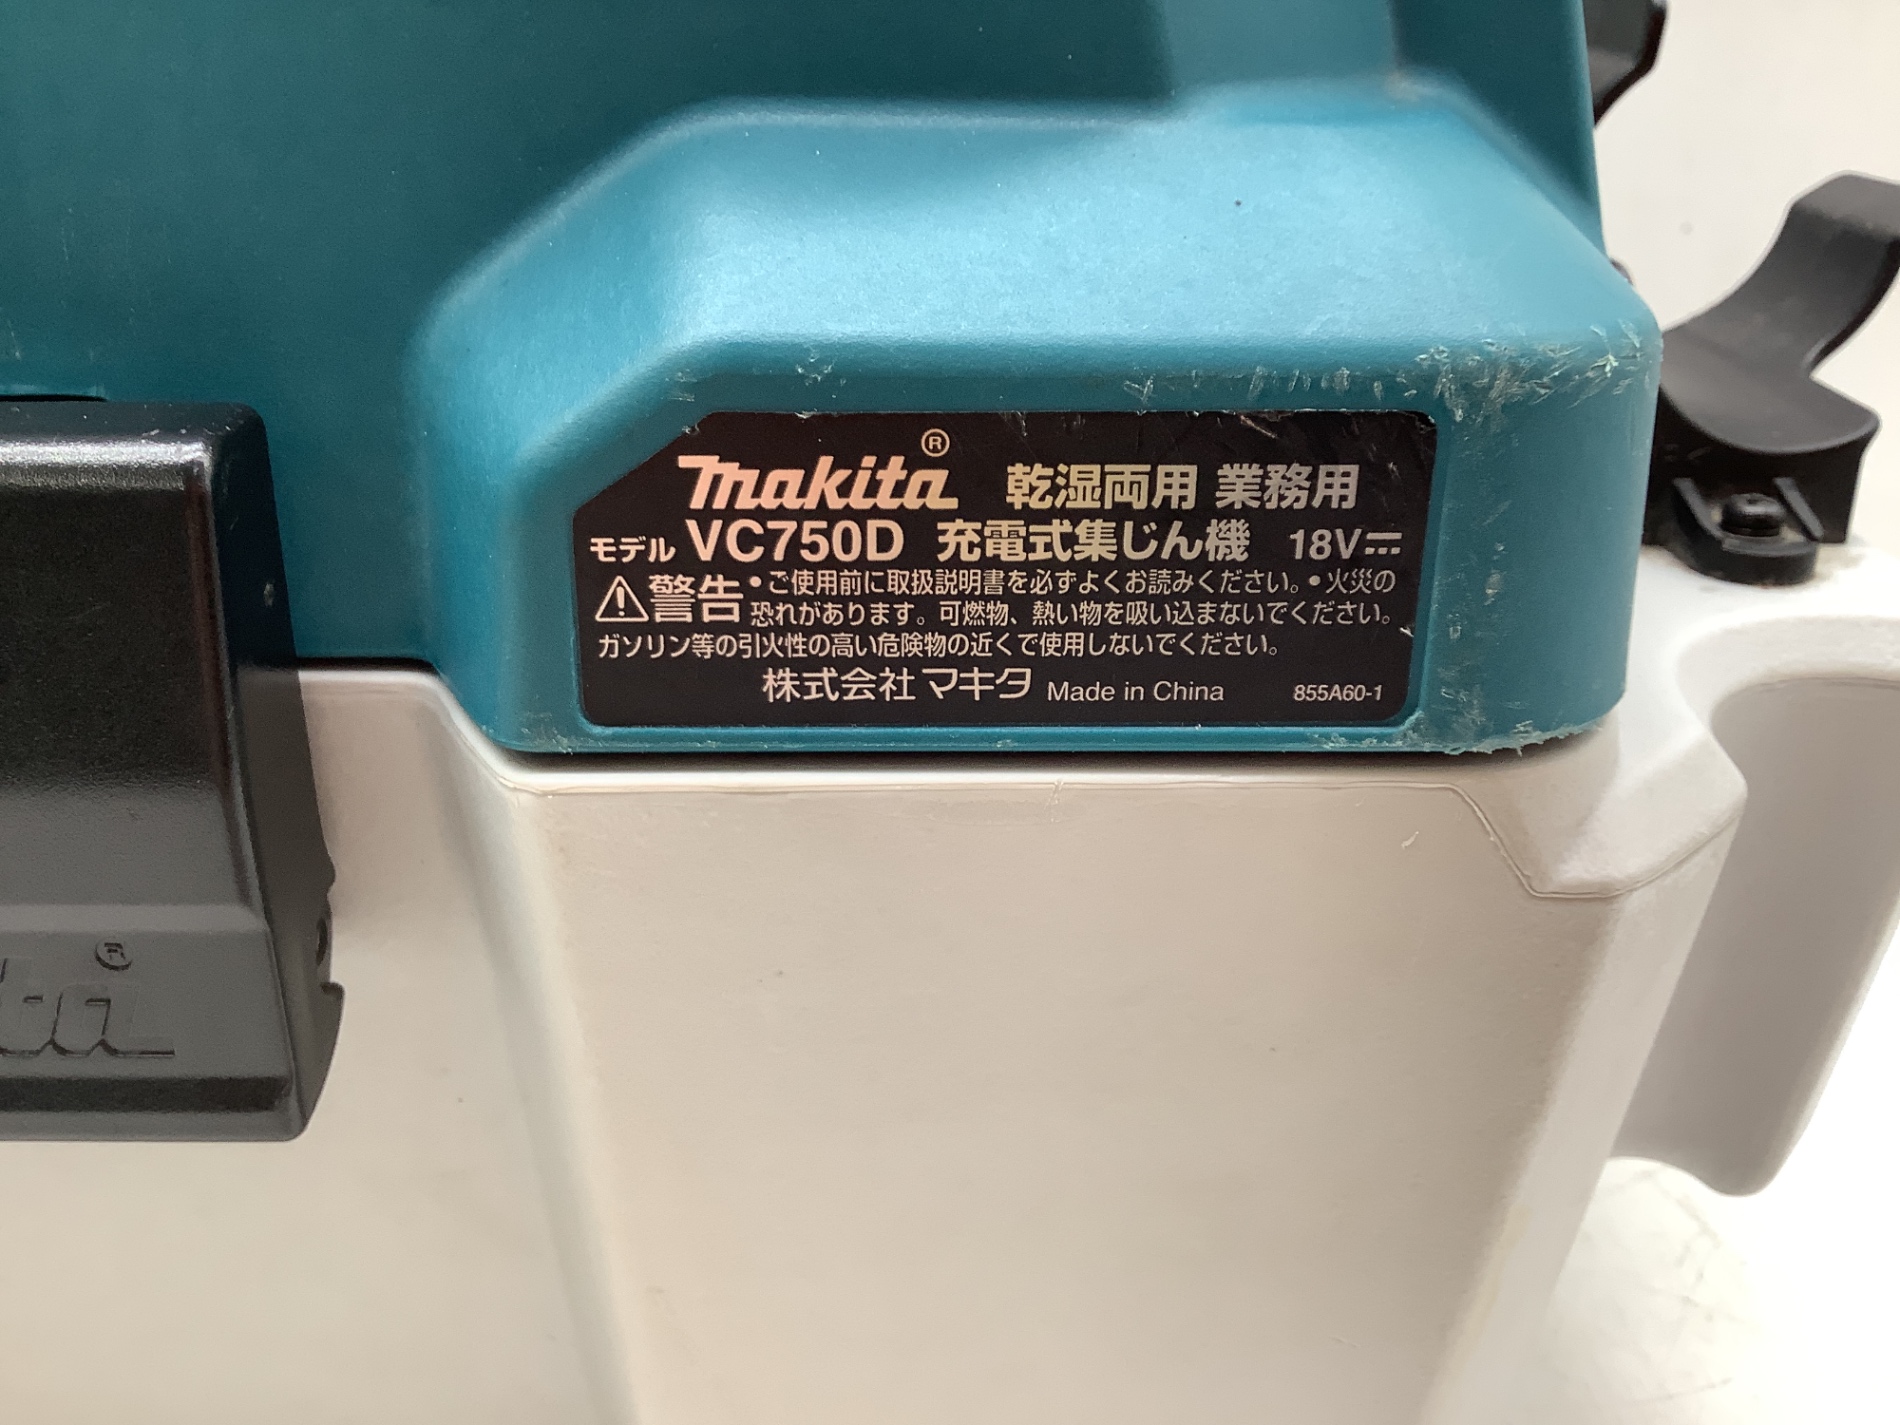 makita® 乾湿両用 業務用
モデル VC750D 充電式集じん機 18V
警告 •ご使用前に取扱説明書を必ずよくお読みください。•火災の
恐れがあります。可燃物、熱い物を吸い込まないでください。
ガソリン等の引火性の高い危険物の近くで使用しないでください。
株式会社マキタ Made in China 855A60-1
®